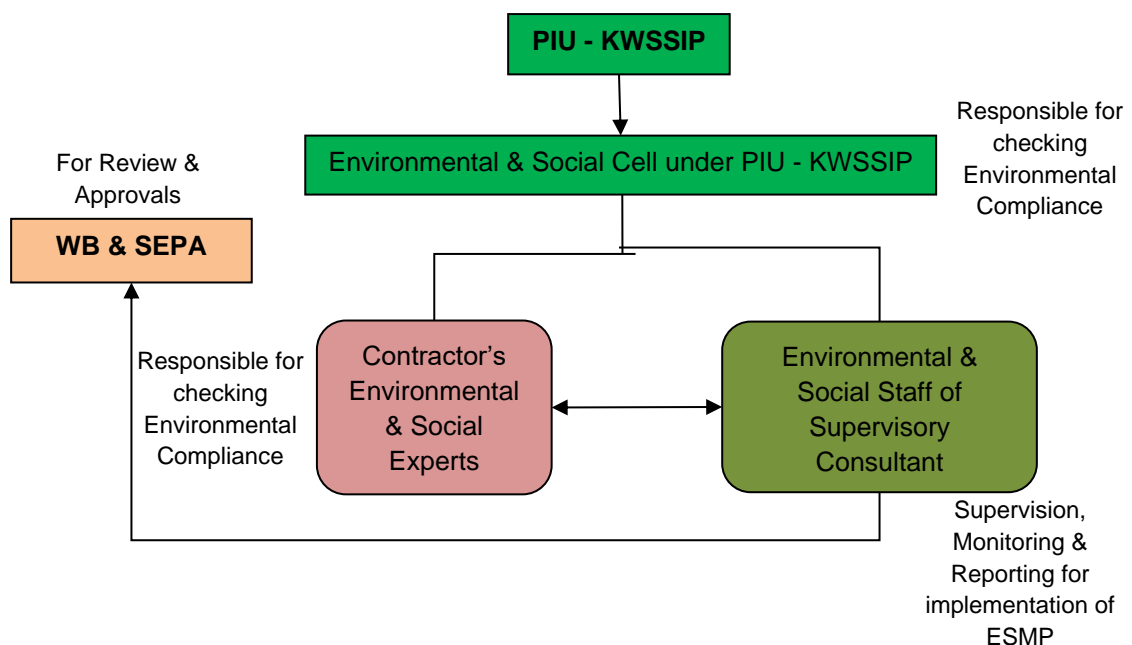 PIU - KWSSIP
Responsible for
checking
Environmental
Compliance
Environmental & Social Cell under PIU - KWSSIP
For Review &
Approvals
WB & SEPA
Responsible for
checking
Environmental
Compliance
Contractor’s
Environmental
& Social
Experts
Environmental &
Social Staff of
Supervisory
Consultant
Supervision,
Monitoring &
Reporting for
implementation of
ESMP